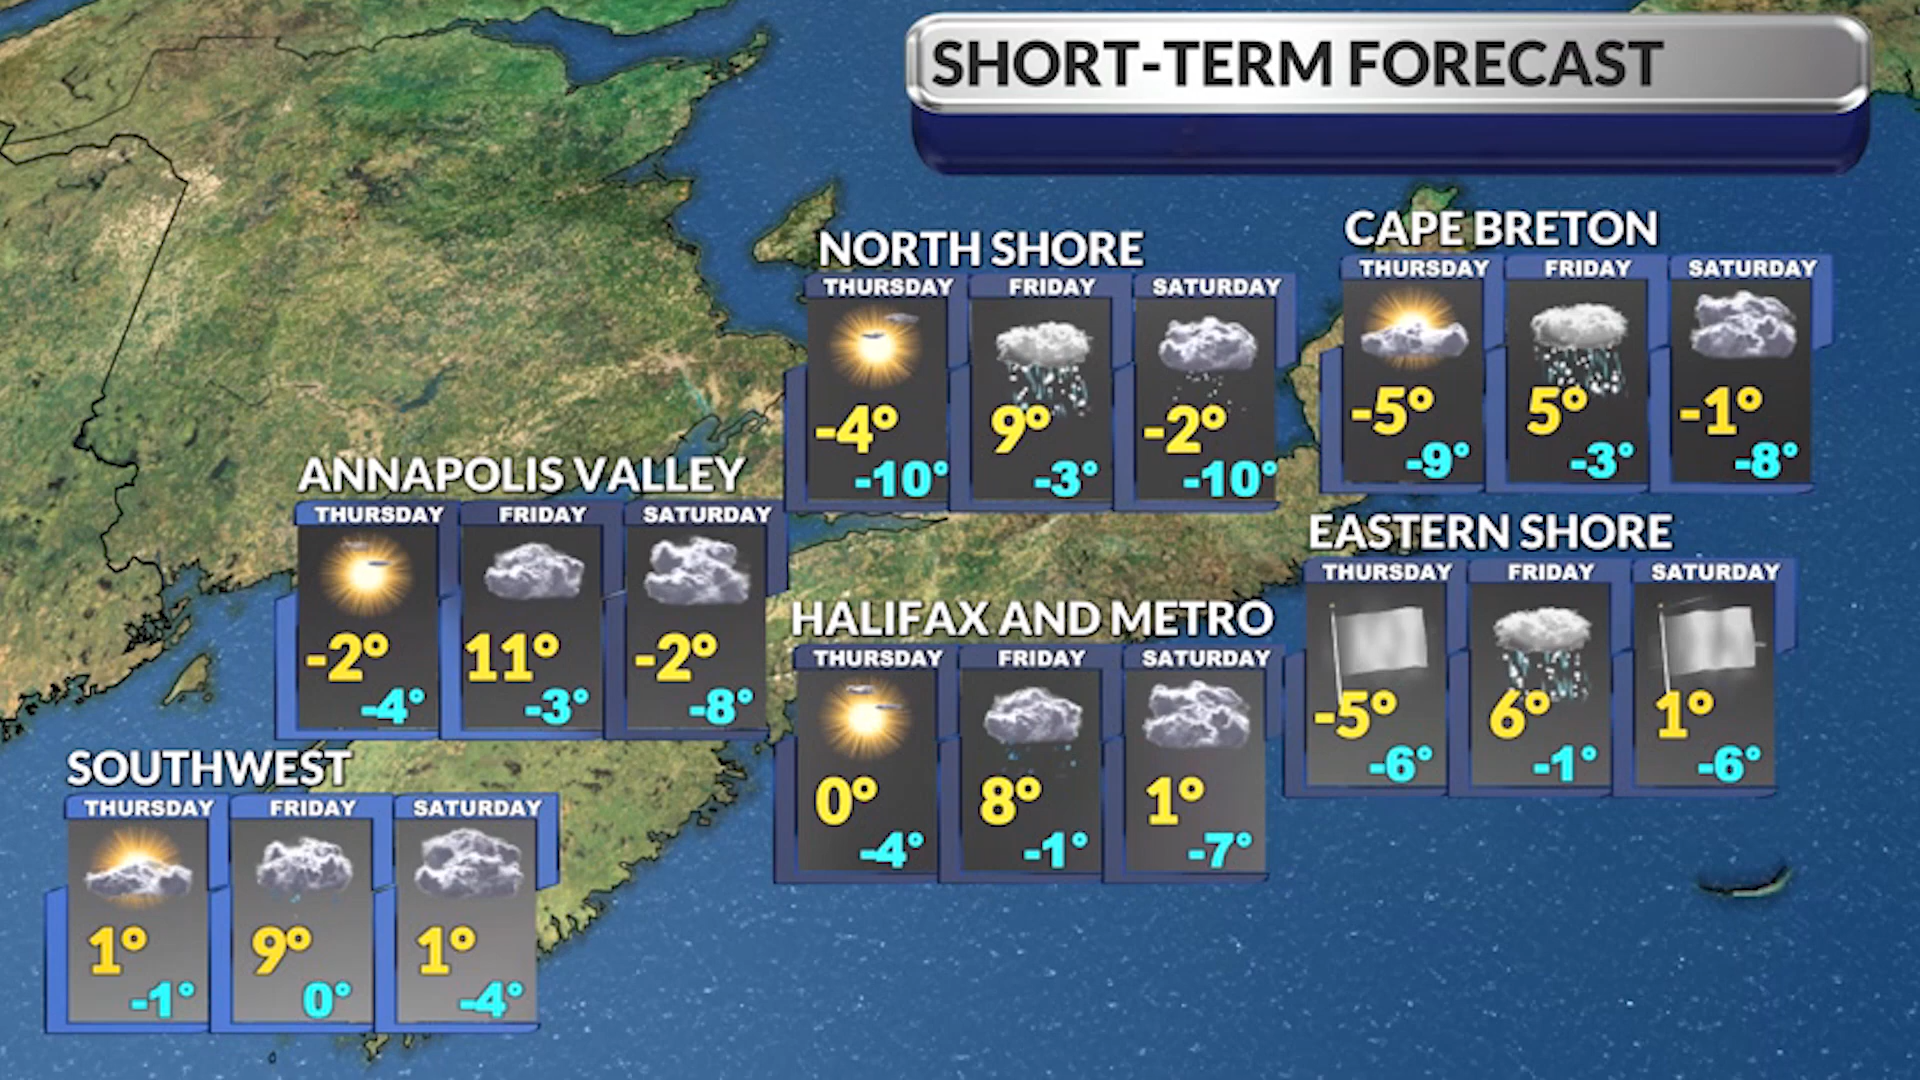 SHORT-TERM FORECAST
NORTH SHORE
THURSDAY FRIDAY SATURDAY
-4° 9° -2°
-10° -3° -10°
CAPE BRETON
THURSDAY FRIDAY SATURDAY
-5° 5° -1°
-9° -3° -8°
ANNAPOLIS VALLEY
THURSDAY FRIDAY SATURDAY
-2° 11° -2°
-4° -3° -8°
EASTERN SHORE
THURSDAY FRIDAY SATURDAY
-5° 6° 1°
-6° -1° -6°
HALIFAX AND METRO
THURSDAY FRIDAY SATURDAY
0° 8° 1°
-4° -1° -7°
SOUTHWEST
THURSDAY FRIDAY SATURDAY
1° 9° 1°
-1° 0° -4°